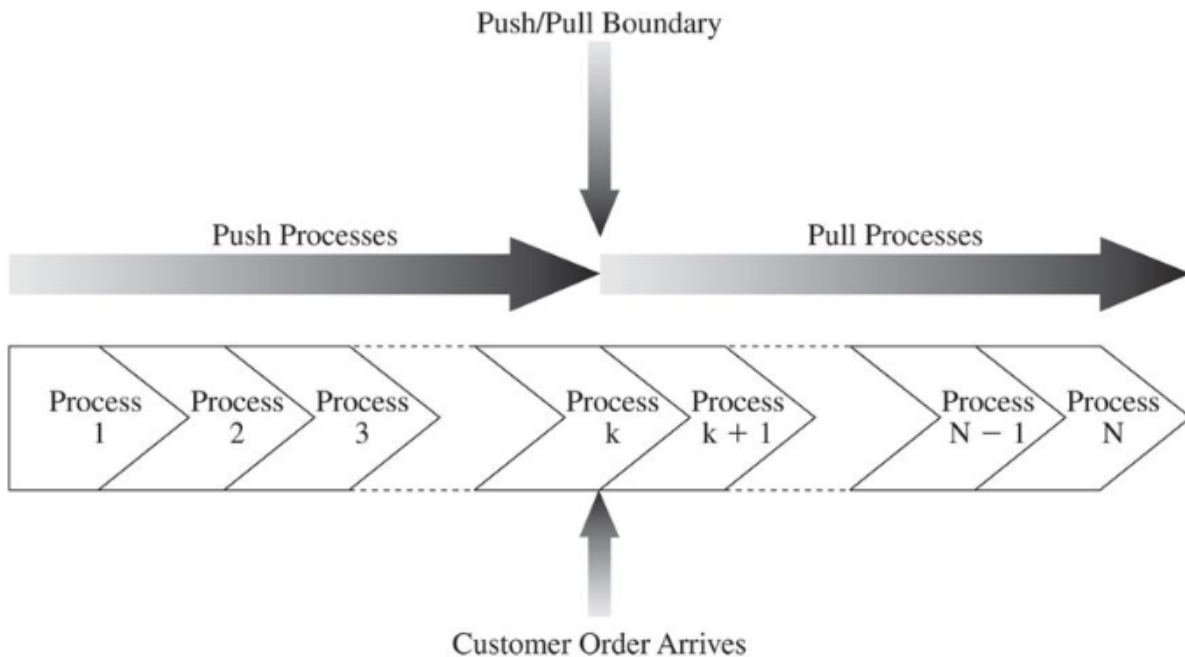 Push/Pull Boundary
Push Processes
Pull Processes
Process
1
Process
2
Process
3
Process
k
Process
k + 1
Process
N − 1
Process
N
Customer Order Arrives